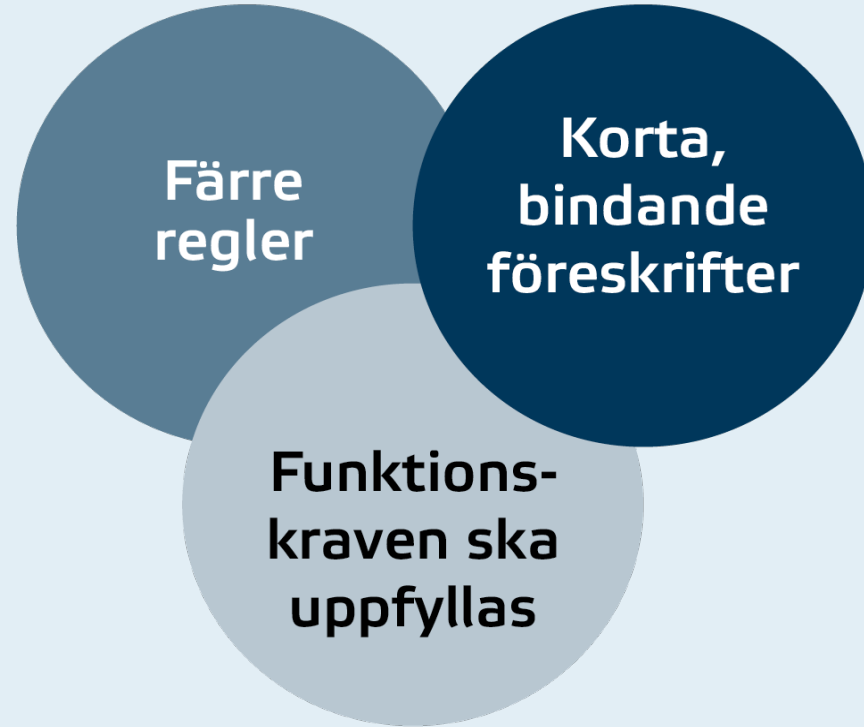 Färre
regler
Korta,
bindande
föreskrifter
Funktions-
kraven ska
uppfyllas